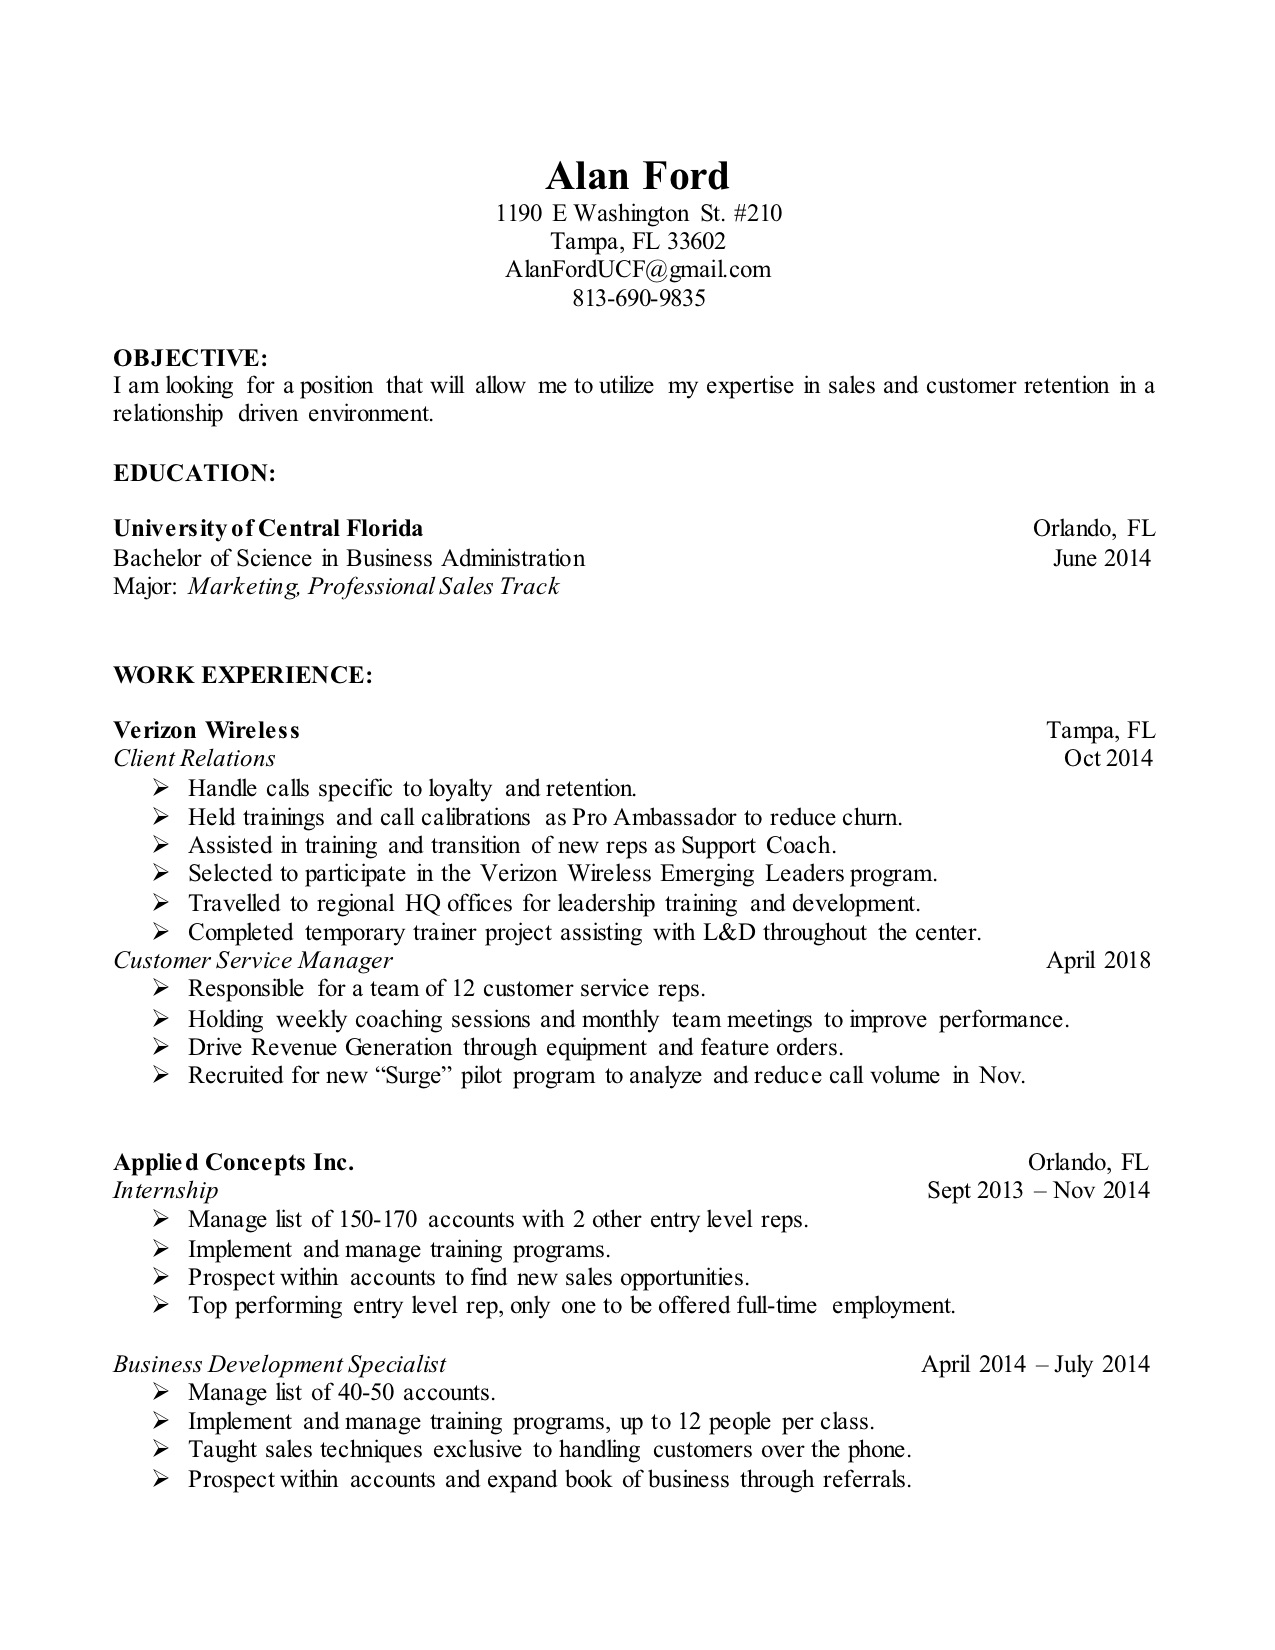 Alan Ford
1190 E Washington St. #210
Tampa, FL 33602
AlanFordUCF@gmail.com
813-690-9835
OBJECTIVE:
I am looking for a position that will allow me to utilize my expertise in sales and customer retention in a
relationship driven environment.
EDUCATION:
University of Central Florida Orlando, FL
Bachelor of Science in Business Administration June 2014
Major: Marketing, Professional Sales Track
WORK EXPERIENCE:
Verizon Wireless Tampa, FL
Client Relations Oct 2014
➢ Handle calls specific to loyalty and retention.
➢ Held trainings and call calibrations as Pro Ambassador to reduce churn.
➢ Assisted in training and transition of new reps as Support Coach.
➢ Selected to participate in the Verizon Wireless Emerging Leaders program.
➢ Travelled to regional HQ offices for leadership training and development.
➢ Completed temporary trainer project assisting with L&D throughout the center.
Customer Service Manager April 2018
➢ Responsible for a team of 12 customer service reps.
➢ Holding weekly coaching sessions and monthly team meetings to improve performance.
➢ Drive Revenue Generation through equipment and feature orders.
➢ Recruited for new “Surge” pilot program to analyze and reduce call volume in Nov.
Applied Concepts Inc. Orlando, FL
Internship Sept 2013 – Nov 2014
➢ Manage list of 150-170 accounts with 2 other entry level reps.
➢ Implement and manage training programs.
➢ Prospect within accounts to find new sales opportunities.
➢ Top performing entry level rep, only one to be offered full-time employment.
Business Development Specialist April 2014 – July 2014
➢ Manage list of 40-50 accounts.
➢ Implement and manage training programs, up to 12 people per class.
➢ Taught sales techniques exclusive to handling customers over the phone.
➢ Prospect within accounts and expand book of business through referrals.